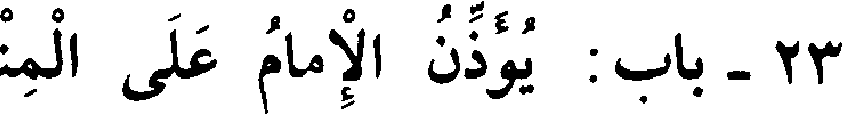 ٢٣ ـ باب: يُؤَذِّنُ الْإِمامُ عَلَى الْمِنْ